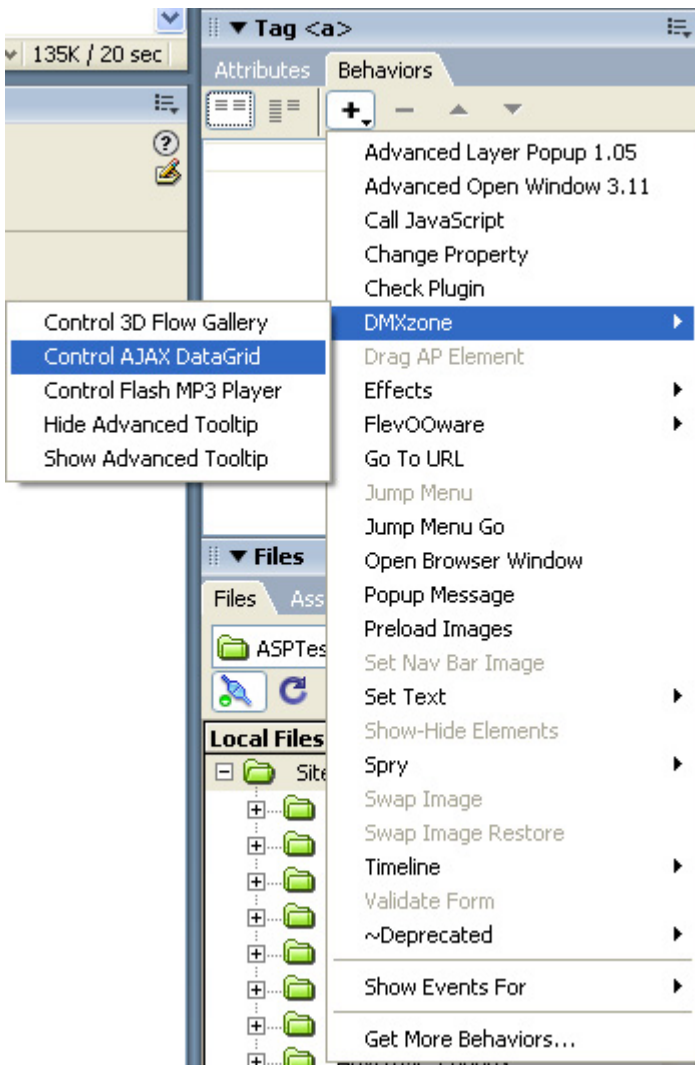 135K / 20 sec
Tag <a>
Attributes
Behaviors
Advanced Layer Popup 1.05
Advanced Open Window 3.11
Call JavaScript
Change Property
Check Plugin
DMXzone
Control 3D Flow Gallery
Control AJAX DataGrid
Control Flash MP3 Player
Hide Advanced Tooltip
Show Advanced Tooltip
Drag AP Element
Effects
FlevOOware
Go To URL
Jump Menu
Jump Menu Go
Open Browser Window
Popup Message
Preload Images
Set Nav Bar Image
Set Text
Show-Hide Elements
Spry
Swap Image
Swap Image Restore
Timeline
Validate Form
~Deprecated
Show Events For
Get More Behaviors...
Files
Files
Ass
ASPTes
Local Files
Site